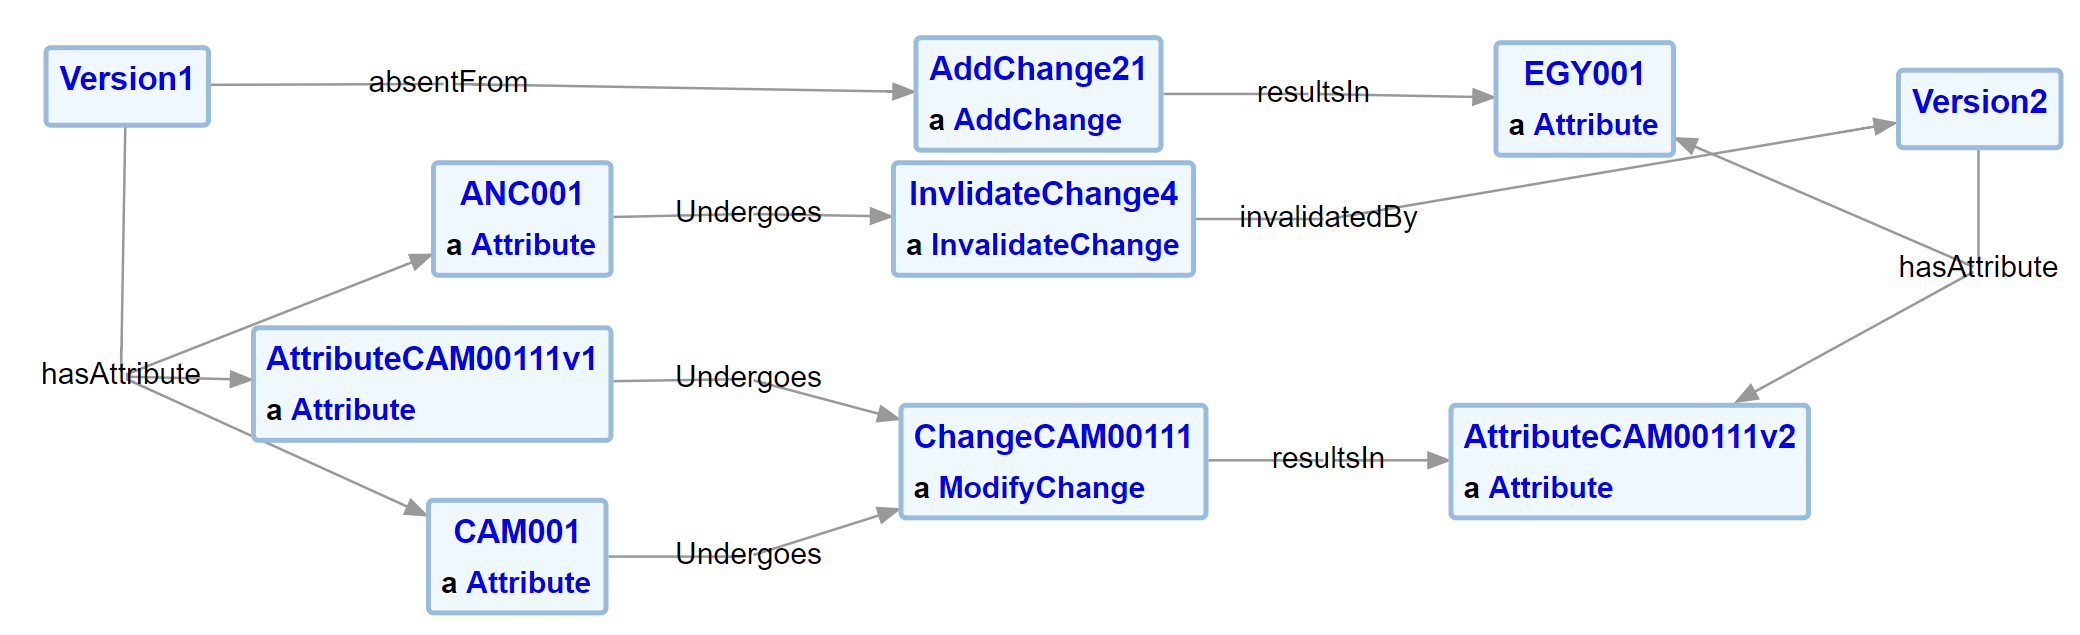 Version1
absentFrom
AddChange21
a AddChange
resultsIn
EGY001
a Attribute
Version2
ANC001
a Attribute
Undergoes
InvlidateChange4
a InvalidateChange
invalidatedBy
hasAttribute
hasAttribute
AttributeCAM00111v1
a Attribute
Undergoes
ChangeCAM00111
a ModifyChange
resultsIn
AttributeCAM00111v2
a Attribute
CAM001
a Attribute
Undergoes